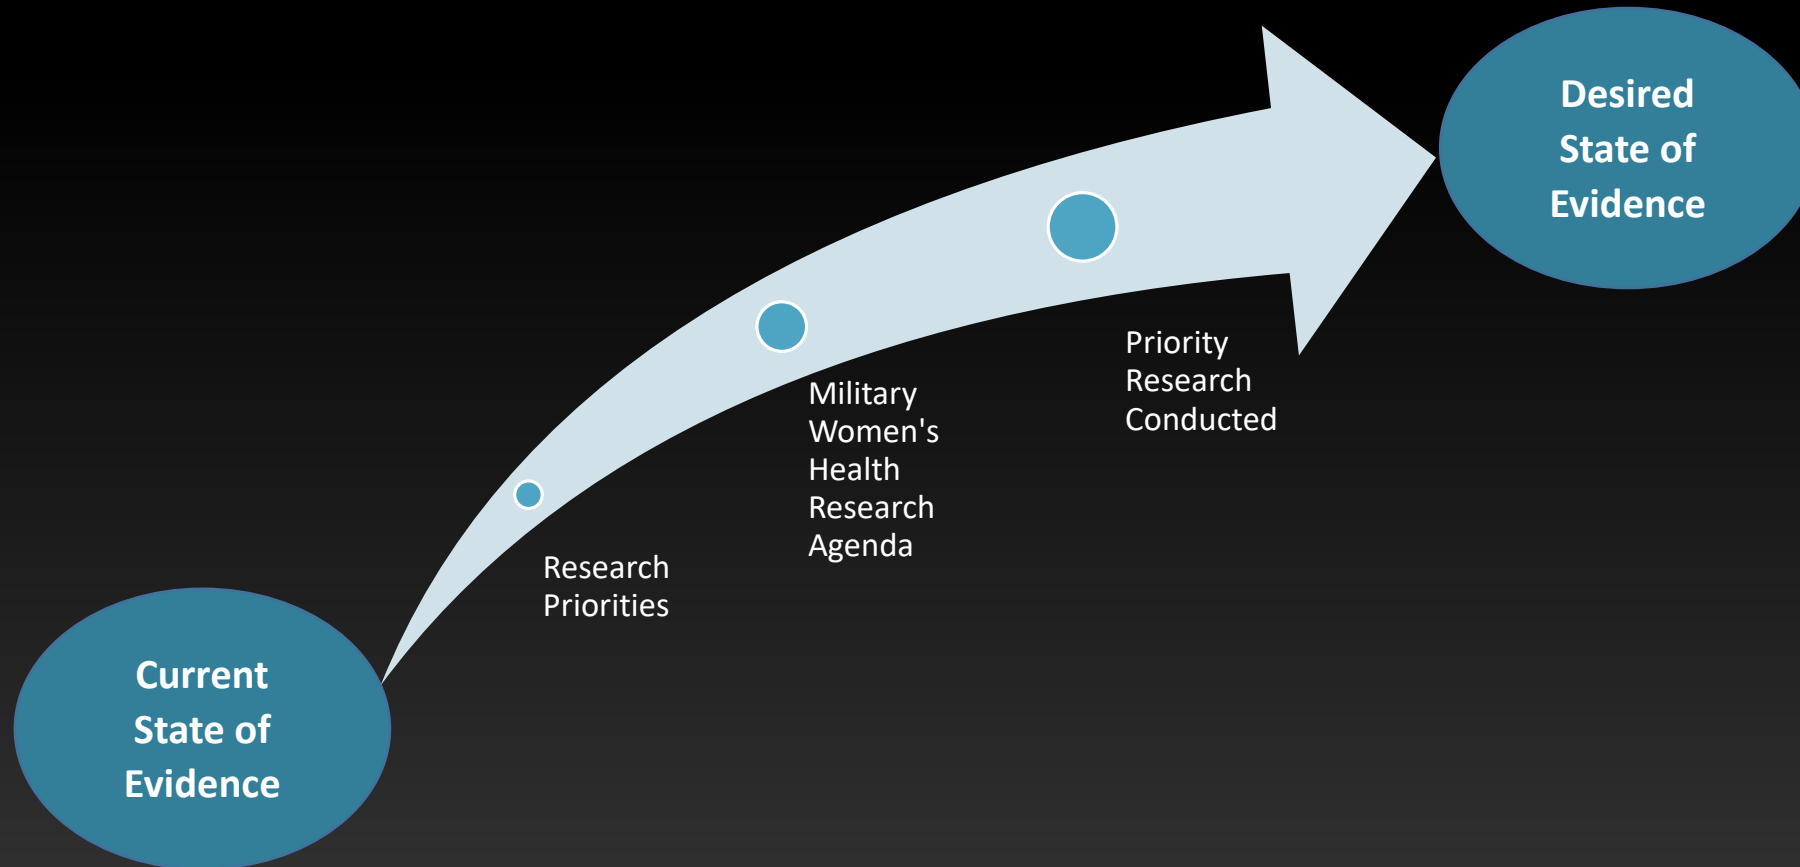 Desired
State of
Evidence
Priority
Research
Conducted
Military
Women's
Health
Research
Agenda
Research
Priorities
Current
State of
Evidence